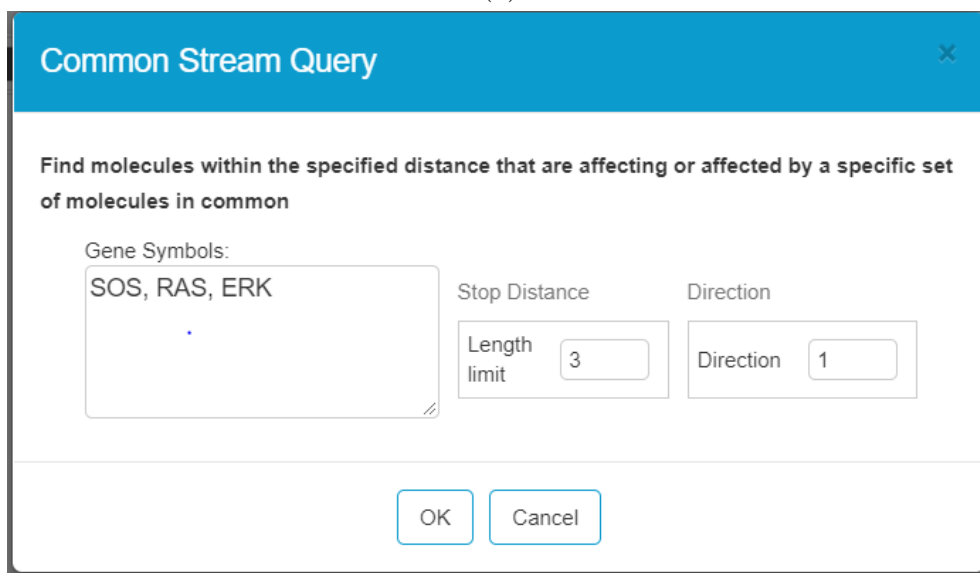 Common Stream Query
×
Find molecules within the specified distance that are affecting or affected by a specific set
of molecules in common
Gene Symbols:
SOS, RAS, ERK
Stop Distance
Direction
Length
limit
3
Direction
1
OK
Cancel